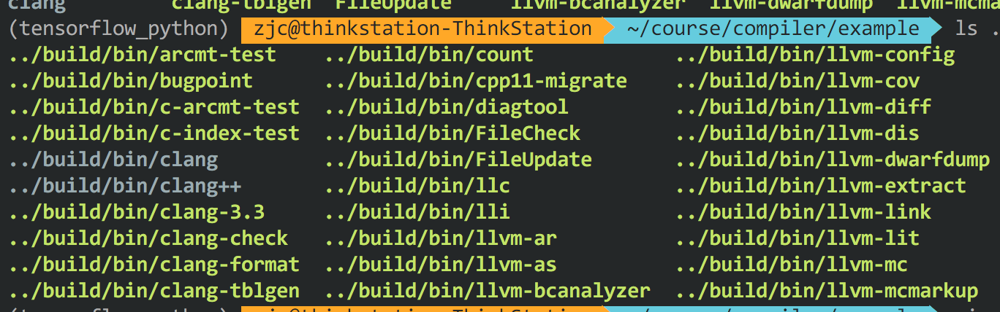 clang clang-tblgen FileUpdate llvm-bcanalyzer llvm-dwarfdump llvm-mcma
(tensorflow_python) zjc@thinkstation-ThinkStation ~/course/compiler/example ls .
../build/bin/arcmt-test ../build/bin/count ../build/bin/llvm-config
../build/bin/bugpoint ../build/bin/cpp11-migrate ../build/bin/llvm-cov
../build/bin/c-arcmt-test ../build/bin/diagtool ../build/bin/llvm-diff
../build/bin/c-index-test ../build/bin/FileCheck ../build/bin/llvm-dis
../build/bin/clang ../build/bin/FileUpdate ../build/bin/llvm-dwarfdump
../build/bin/clang++ ../build/bin/llc ../build/bin/llvm-extract
../build/bin/clang-3.3 ../build/bin/lli ../build/bin/llvm-link
../build/bin/clang-check ../build/bin/llvm-ar ../build/bin/llvm-lit
../build/bin/clang-format ../build/bin/llvm-as ../build/bin/llvm-mc
../build/bin/clang-tblgen ../build/bin/llvm-bcanalyzer ../build/bin/llvm-mcmarkup